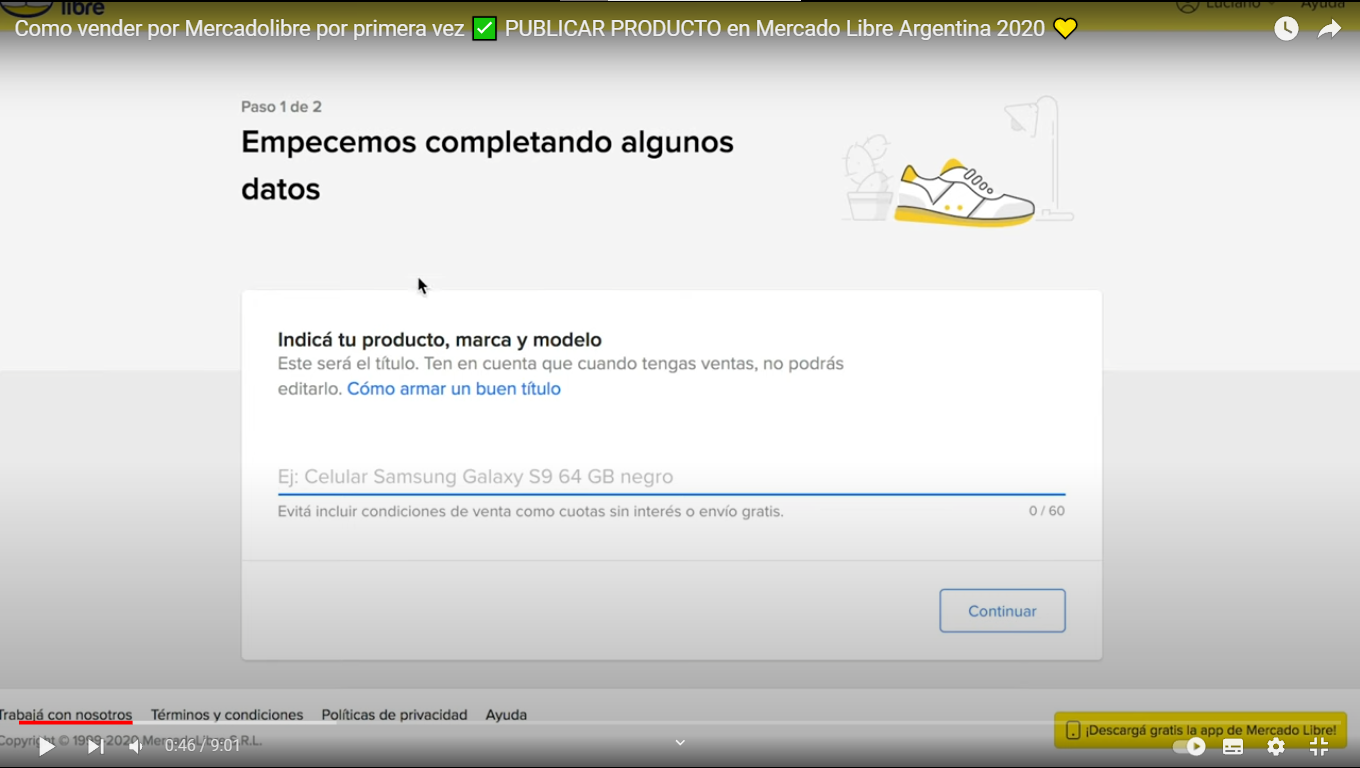 libre
Luciano
Ayuda
Como vender por Mercadolibre por primera vez ✅ PUBLICAR PRODUCTO en Mercado Libre Argentina 2020 💛
Paso 1 de 2
Empecemos completando algunos
datos
Indicá tu producto, marca y modelo
Este será el título. Ten en cuenta que cuando tengas ventas, no podrás
editarlo. Cómo armar un buen título
Ej: Celular Samsung Galaxy S9 64 GB negro
Evitá incluir condiciones de venta como cuotas sin interés o envío gratis.
0 / 60
Continuar
Trabajá con nosotros Términos y condiciones Políticas de privacidad Ayuda
Copyright © 1999-2020 MercadoLibre S.R.L.
¡Descargá gratis la app de Mercado Libre!
0:46 / 9:01